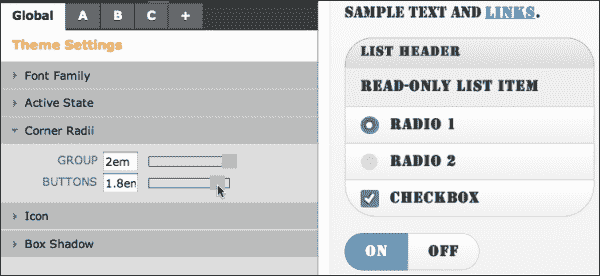 Global A B C +
Theme Settings
Font Family
Active State
Corner Radii
GROUP 2em
BUTTONS 1.8em
Icon
Box Shadow
SAMPLE TEXT AND LINKS.
LIST HEADER
READ-ONLY LIST ITEM
RADIO 1
RADIO 2
CHECKBOX
ON OFF